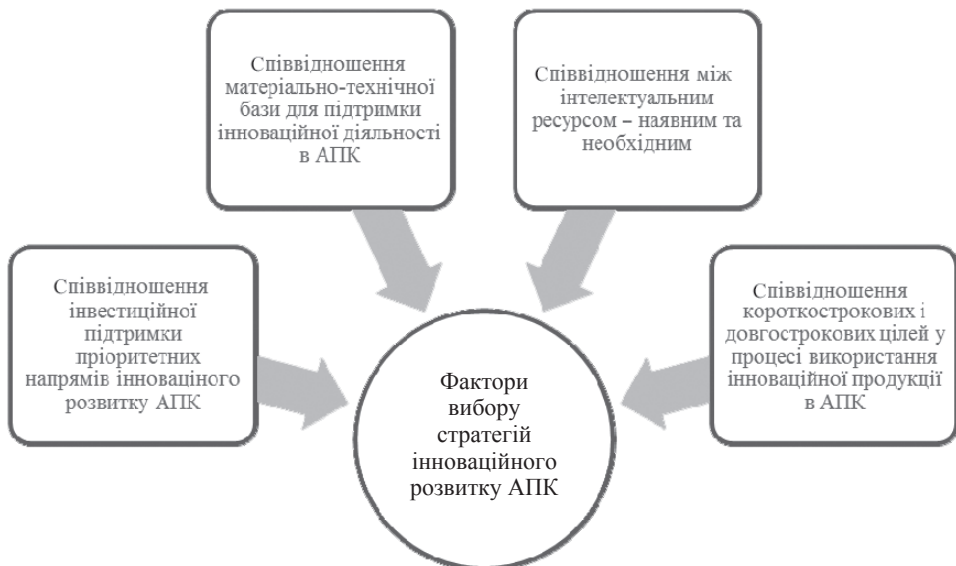 Співвідношення
матеріально-технічної
бази для підтримки
інноваційної діяльності
в АПК
Співвідношення між
інтелектуальним
ресурсом – наявним та
необхідним
Співвідношення
інвестиційної
підтримки
пріоритетних
напрямів інноваціного
розвитку АПК
Співвідношення
короткострокових і
довгострокових цілей у
процесі використання
інноваційної продукції
в АПК
Фактори
вибору
стратегій
інноваційного
розвитку АПК